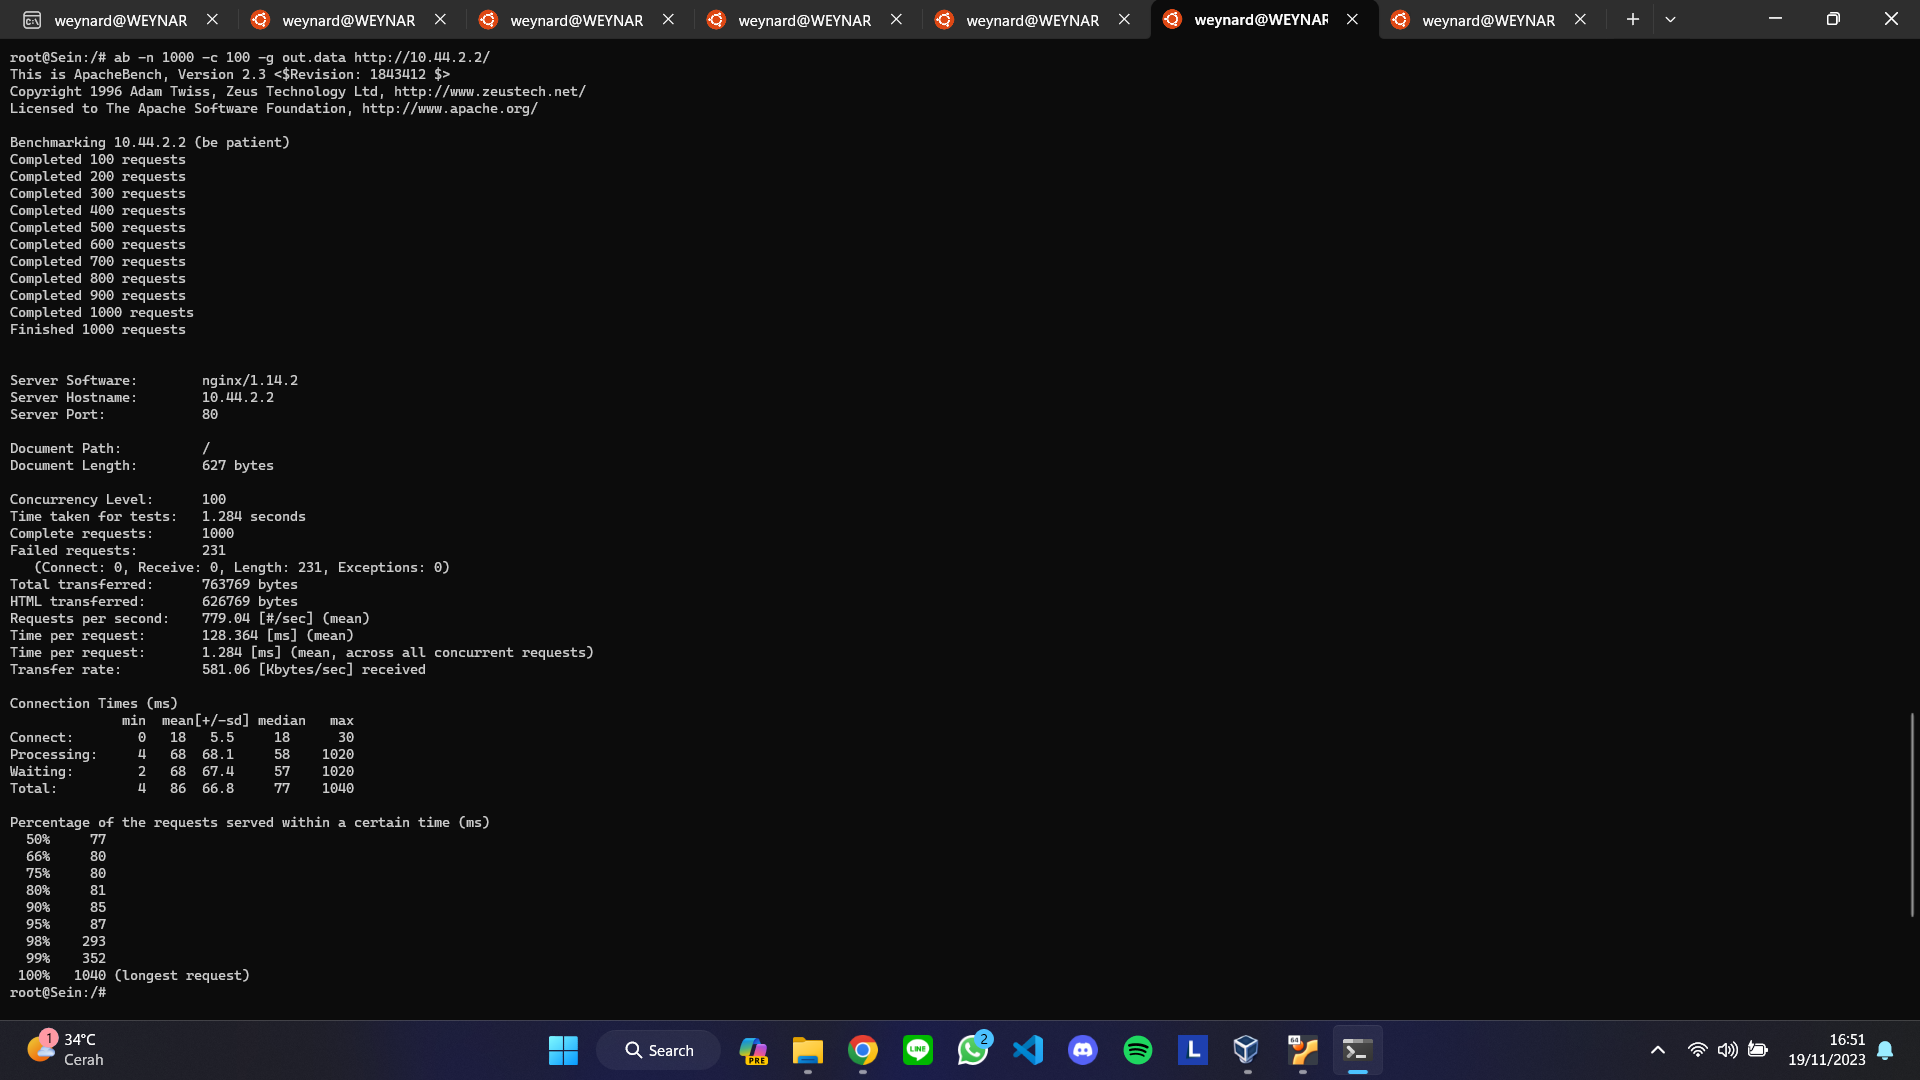 weynard@WEYNAR weynard@WEYNAR weynard@WEYNAR weynard@WEYNAR weynard@WEYNAR weynard@WEYNAR weynard@WEYNAR
root@Sein:/# ab -n 1000 -c 100 -g out.data http://10.44.2.2/
This is ApacheBench, Version 2.3 <$Revision: 1843412 $>
Copyright 1996 Adam Twiss, Zeus Technology Ltd, http://www.zeustech.net/
Licensed to The Apache Software Foundation, http://www.apache.org/

Benchmarking 10.44.2.2 (be patient)
Completed 100 requests
Completed 200 requests
Completed 300 requests
Completed 400 requests
Completed 500 requests
Completed 600 requests
Completed 700 requests
Completed 800 requests
Completed 900 requests
Completed 1000 requests
Finished 1000 requests

Server Software:        nginx/1.14.2
Server Hostname:        10.44.2.2
Server Port:            80

Document Path:          /
Document Length:        627 bytes

Concurrency Level:      100
Time taken for tests:   1.284 seconds
Complete requests:      1000
Failed requests:        231
   (Connect: 0, Receive: 0, Length: 231, Exceptions: 0)
Total transferred:      763769 bytes
HTML transferred:       626769 bytes
Requests per second:    779.04 [#/sec] (mean)
Time per request:       128.364 [ms] (mean)
Time per request:       1.284 [ms] (mean, across all concurrent requests)
Transfer rate:          581.06 [Kbytes/sec] received

Connection Times (ms)
              min  mean[+/-sd] median   max
Connect:        0   18   5.5     18      30
Processing:     4   68  68.1     58    1020
Waiting:        2   68  67.4     57    1020
Total:          4   86  66.8     77    1040

Percentage of the requests served within a certain time (ms)
  50%     77
  66%     80
  75%     80
  80%     81
  90%     85
  95%     87
  98%    293
  99%    352
 100%   1040 (longest request)
root@Sein:/#
1 34°C
Cerah
Search
PRE
LINE
2
L
64
16:51
19/11/2023